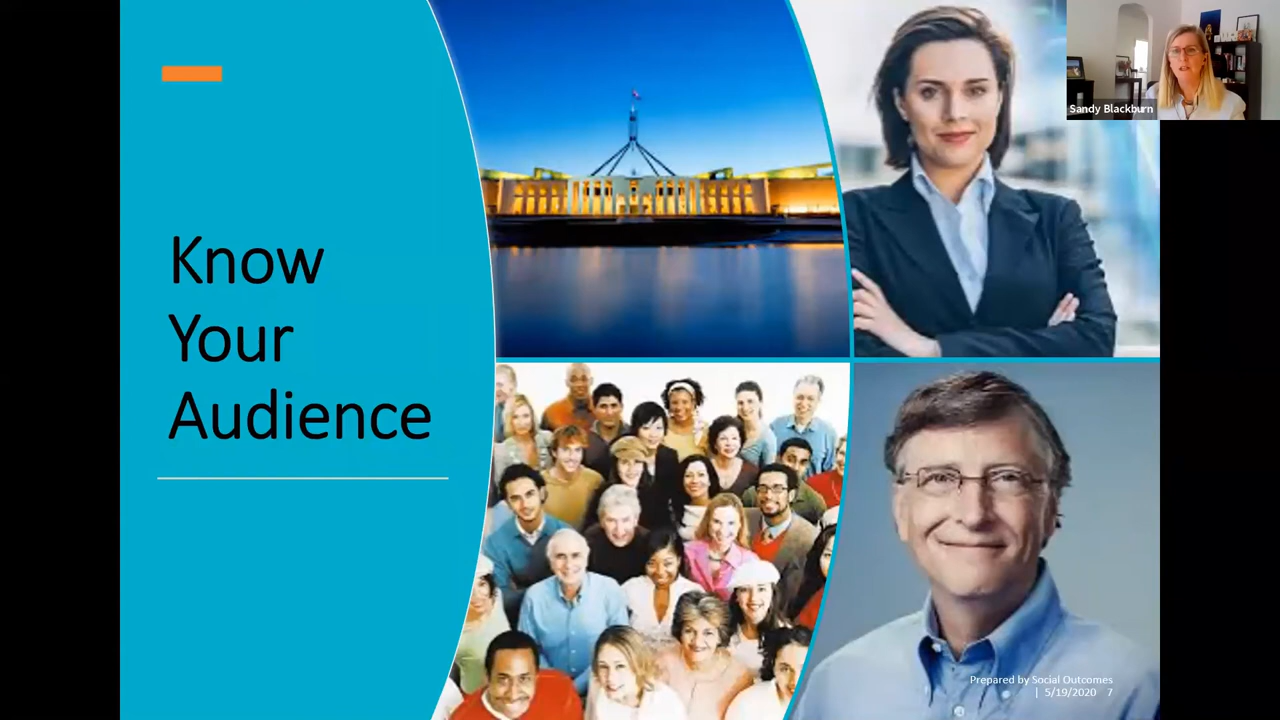 Know
Your
Audience
Sandy Blackburn
Prepared by Social Outcomes
| 5/19/2020 7